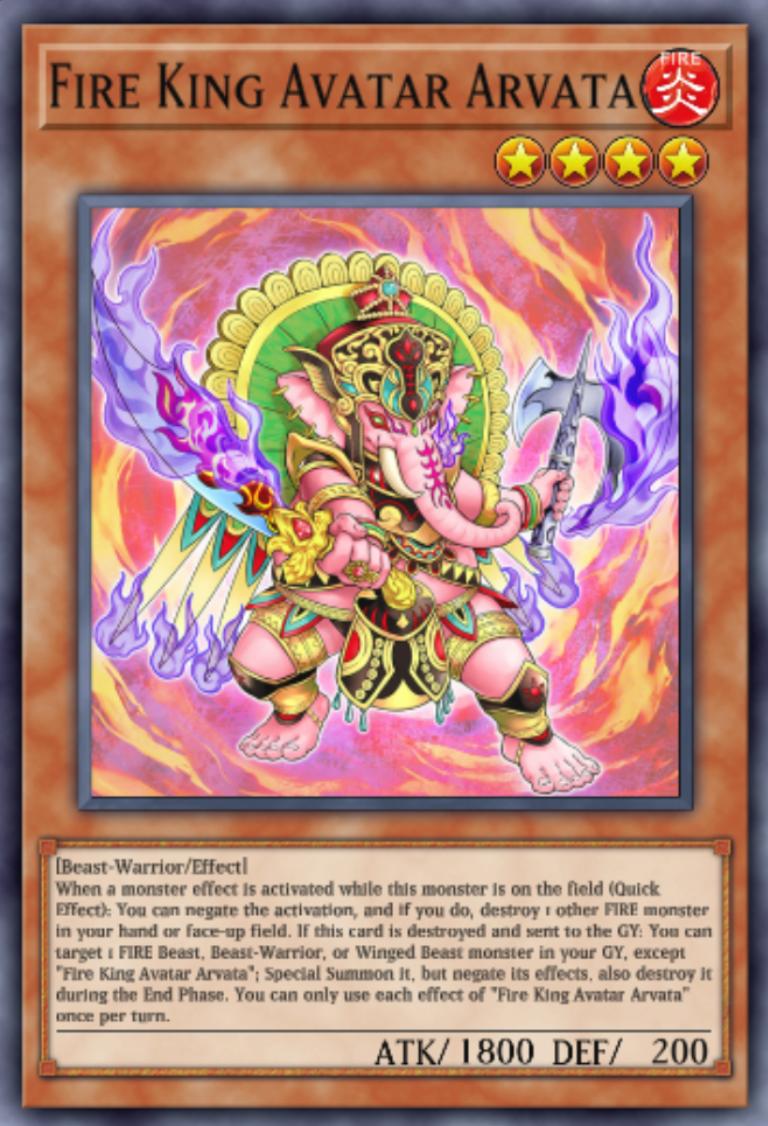 FIRE KING AVATAR ARVATA
FIRE
炎
[Beast-Warrior/Effect]
When a monster effect is activated while this monster is on the field (Quick
Effect): You can negate the activation, and if you do, destroy 1 other FIRE monster
in your hand or face-up field. If this card is destroyed and sent to the GY: You can
target 1 FIRE Beast, Beast-Warrior, or Winged Beast monster in your GY, except
"Fire King Avatar Arvata"; Special Summon it, but negate its effects, also destroy it
during the End Phase. You can only use each effect of "Fire King Avatar Arvata"
once per turn.
ATK/ 1800 DEF/ 200